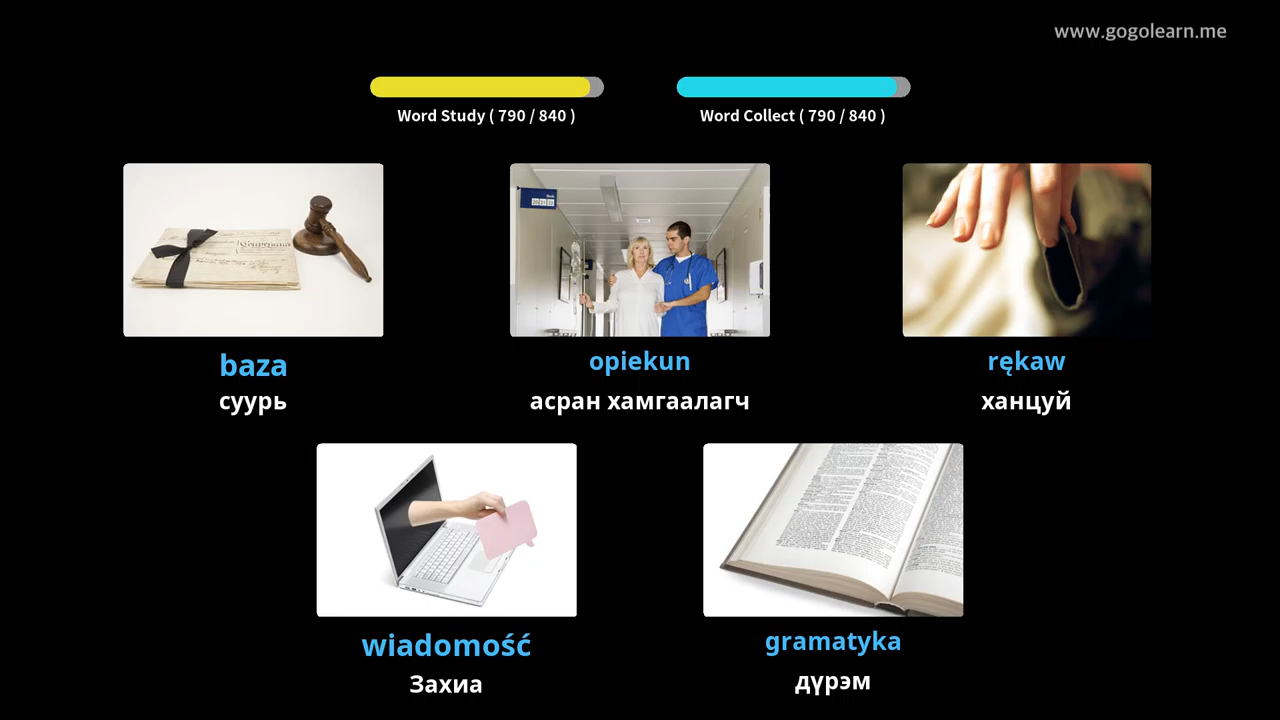 www.gogolearn.me
Word Study ( 790 / 840 )
Word Collect ( 790 / 840 )
baza
суурь
opiekun
асран хамгаалагч
rękaw
ханцуй
wiadomość
Захиа
gramatyka
дүрэм